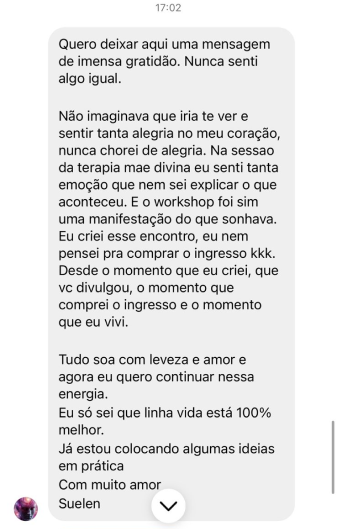 17:02
Quero deixar aqui uma mensagem
de imensa gratidão. Nunca senti
algo igual.
Não imaginava que iria te ver e
sentir tanta alegria no meu coração,
nunca chorei de alegria. Na sessao
da terapia mae divina eu senti tanta
emoção que nem sei explicar o que
aconteceu. E o workshop foi sim
uma manifestação do que sonhava.
Eu criei esse encontro, eu nem
pensei pra comprar o ingresso kkk.
Desde o momento que eu criei, que
vc divulgou, o momento que
comprei o ingresso e o momento
que eu vivi.
Tudo soa com leveza e amor e
agora eu quero continuar nessa
energia.
Eu só sei que linha vida está 100%
melhor.
Já estou colocando algumas ideias
em prática
Com muito amor
Suelen